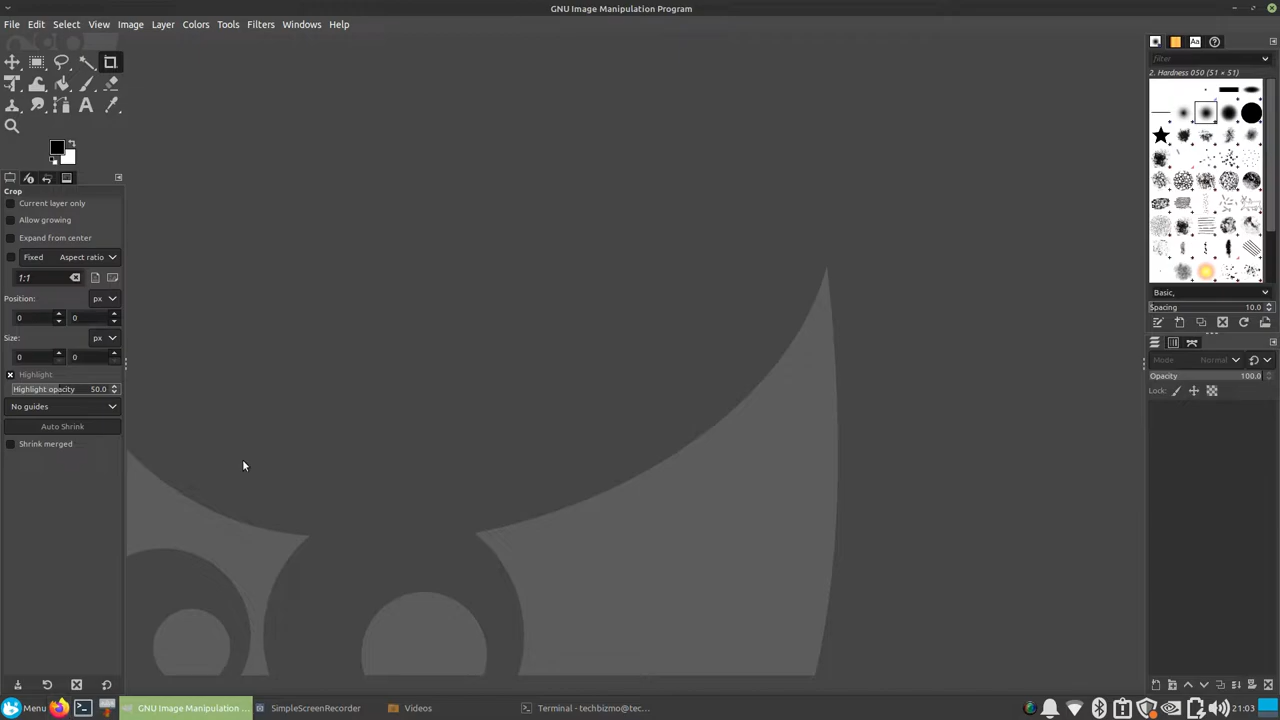 GNU Image Manipulation Program
File Edit Select View Image Layer Colors Tools Filters Windows Help
filter
2. Hardness 050 (51 × 51)
Crop
Current layer only
Allow growing
Expand from center
Fixed Aspect ratio
1:1
Position: px
0 0
Size: px
0 0
Highlight
Highlight opacity 50.0
No guides
Auto Shrink
Shrink merged
Basic,
Spacing 10.0
Mode Normal
Opacity 100.0
Lock:
Menu GNU Image Manipulation ... SimpleScreenRecorder Videos Terminal - techbizmo@tec... 21:03